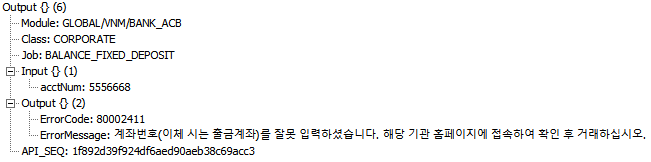 Output {} (6)
Module: GLOBAL/VNM/BANK_ACB
Class: CORPORATE
Job: BALANCE_FIXED_DEPOSIT
Input {} (1)
acctNum: 5556668
Output {} (2)
ErrorCode: 80002411
ErrorMessage: 계좌번호(이체 시는 출금계좌)를 잘못 입력하셨습니다. 해당 기관 홈페이지에 접속하여 확인 후 거래하십시오.
API_SEQ: 1f892d39f924df6aed90aeb38c69acc3